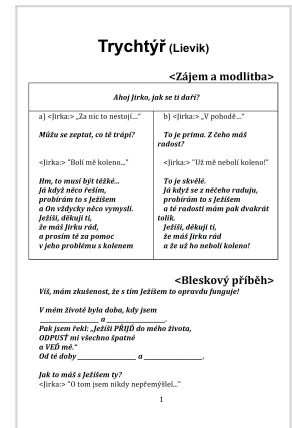 Trychtýř (Lievik)
<Zájem a modlitba>
Ahoj Jirko, jak se ti daří?
a) <Jirka:> „Za nic to nestojí…“
Můžu se zeptat, co tě trápí?
<Jirka:> "Bolí mě koleno..."
Hm, to musí být těžké...
Já když něco řeším,
probírám to s Ježíšem
a On vždycky něco vymyslí.
Ježíši, děkuji ti,
že máš Jirku rád,
a prosím tě za pomoc
v jeho problému s kolenem
b) <Jirka:> „V pohodě…“
To je prima. Z čeho máš
radost?
<Jirka:> "Už mě nebolí koleno!"
To je skvělé.
Já když se z něčeho raduju,
probírám to s Ježíšem
a té radosti mám pak dvakrát
tolik.
Ježíši, děkuji ti,
že máš Jirku rád
a že už ho nebolí koleno!
<Bleskový příběh>
Víš, mám zkušenost, že s tím Ježíšem to opravdu funguje!
V mém životě byla doba, kdy jsem
__________________ a __________________.
Pak jsem řekl: „Ježíši PŘIJĎ do mého života,
ODPUSŤ mi všechno špatné
a VEĎ mě.“
Od té doby __________________ a __________________.
Jak to máš s Ježíšem ty?
<Jirka:> "O tom jsem nikdy nepřemýšlel..."
1